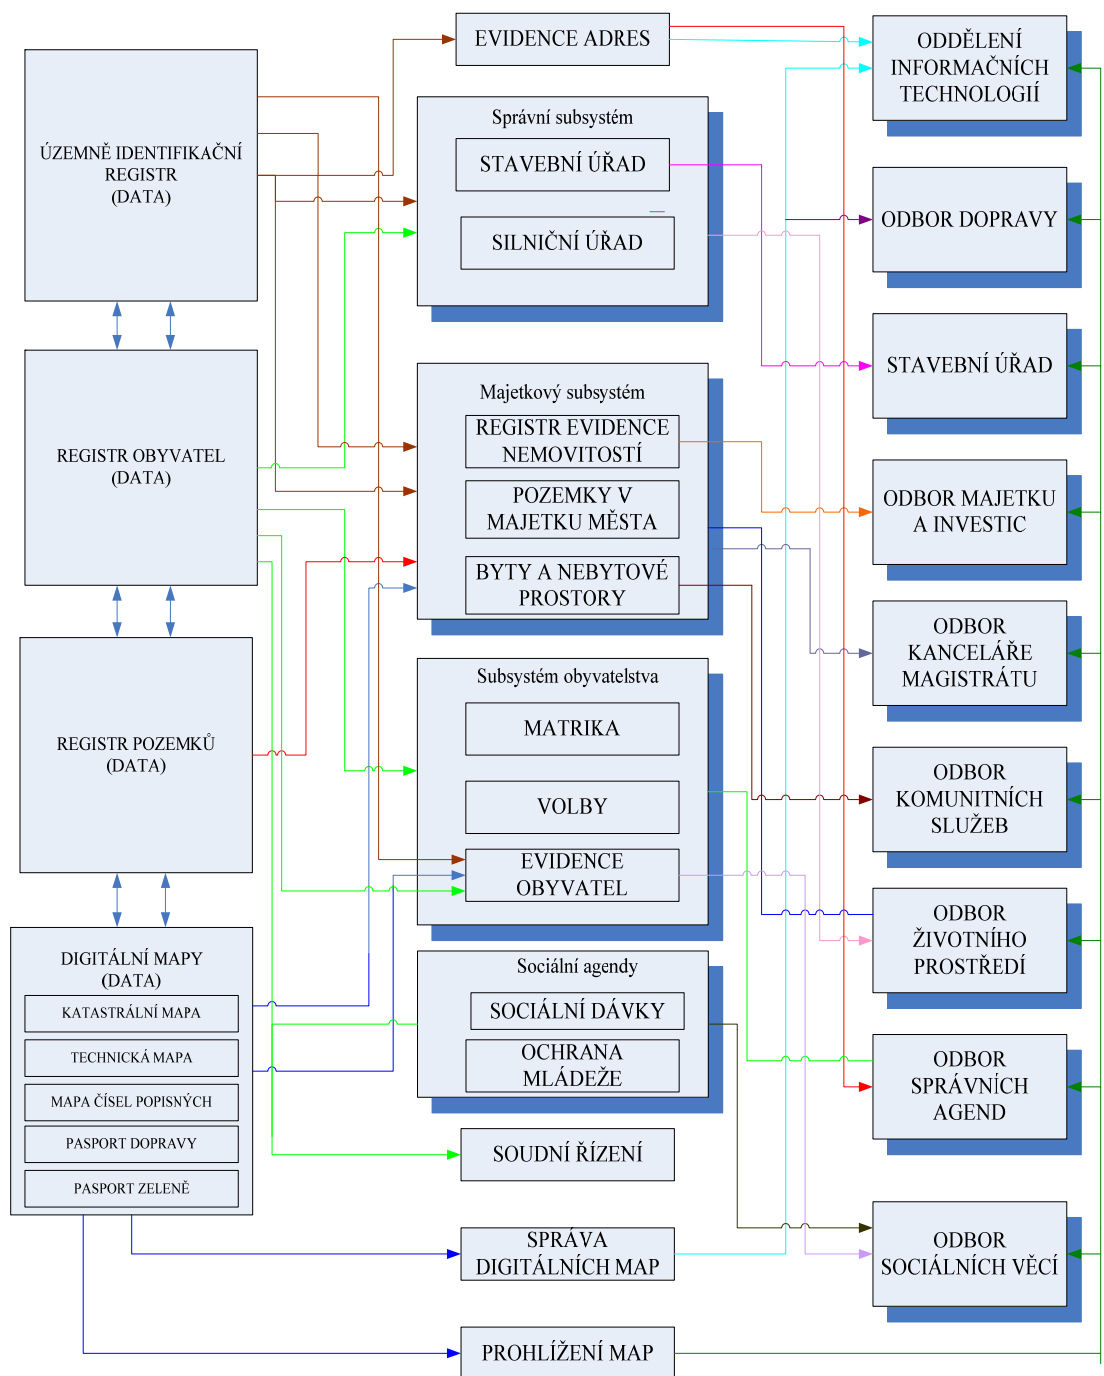 ÚZEMNĚ IDENTIFIKAČNÍ
REGISTR
(DATA)
REGISTR OBYVATEL
(DATA)
REGISTR POZEMKŮ
(DATA)
DIGITÁLNÍ MAPY
(DATA)
KATASTRÁLNÍ MAPA
TECHNICKÁ MAPA
MAPA ČÍSEL POPISNÝCH
PASPORT DOPRAVY
PASPORT ZELENĚ
EVIDENCE ADRES
Správní subsystém
STAVEBNÍ ÚŘAD
SILNIČNÍ ÚŘAD
Majetkový subsystém
REGISTR EVIDENCE
NEMOVITOSTÍ
POZEMKY V
MAJETKU MĚSTA
BYTY A NEBYTOVÉ
PROSTORY
Subsystém obyvatelstva
MATRIKA
VOLBY
EVIDENCE
OBYVATEL
Sociální agendy
SOCIÁLNÍ DÁVKY
OCHRANA
MLÁDEŽE
SOUDNÍ ŘÍZENÍ
SPRÁVA
DIGITÁLNÍCH MAP
PROHLÍŽENÍ MAP
ODDĚLENÍ
INFORMAČNÍCH
TECHNOLOGIÍ
ODBOR DOPRAVY
STAVEBNÍ ÚŘAD
ODBOR MAJETKU
A INVESTIC
ODBOR
KANCELÁŘE
MAGISTRÁTU
ODBOR
KOMUNITNÍCH
SLUŽEB
ODBOR
ŽIVOTNÍHO
PROSTŘEDÍ
ODBOR
SPRÁVNÍCH
AGEND
ODBOR
SOCIÁLNÍCH VĚCÍ